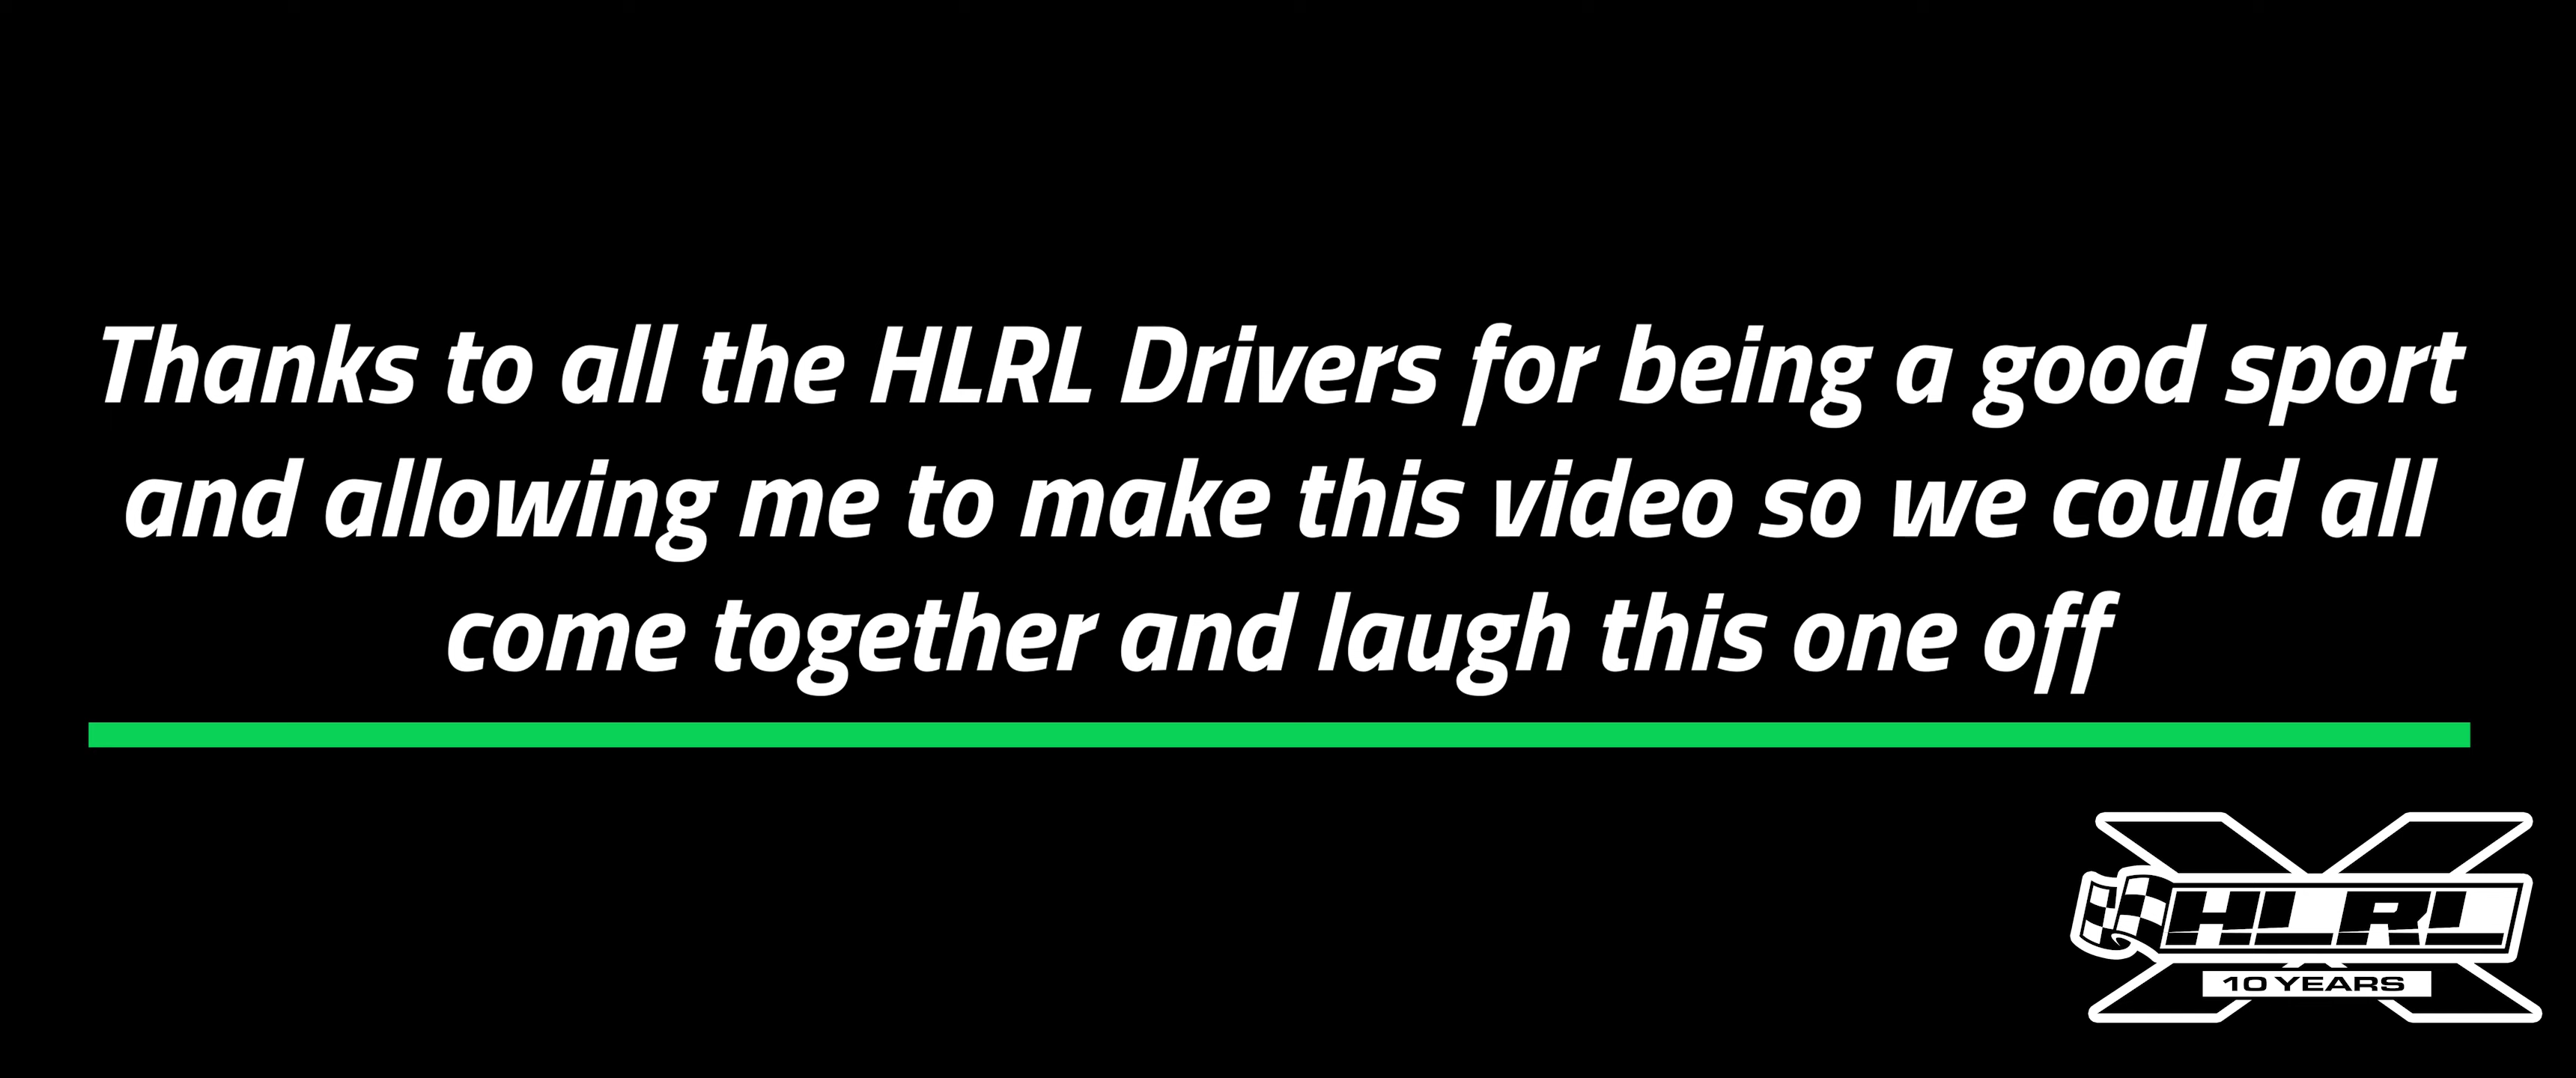 Thanks to all the HLRL Drivers for being a good sport
and allowing me to make this video so we could all
come together and laugh this one off
HLRL
10 YEARS